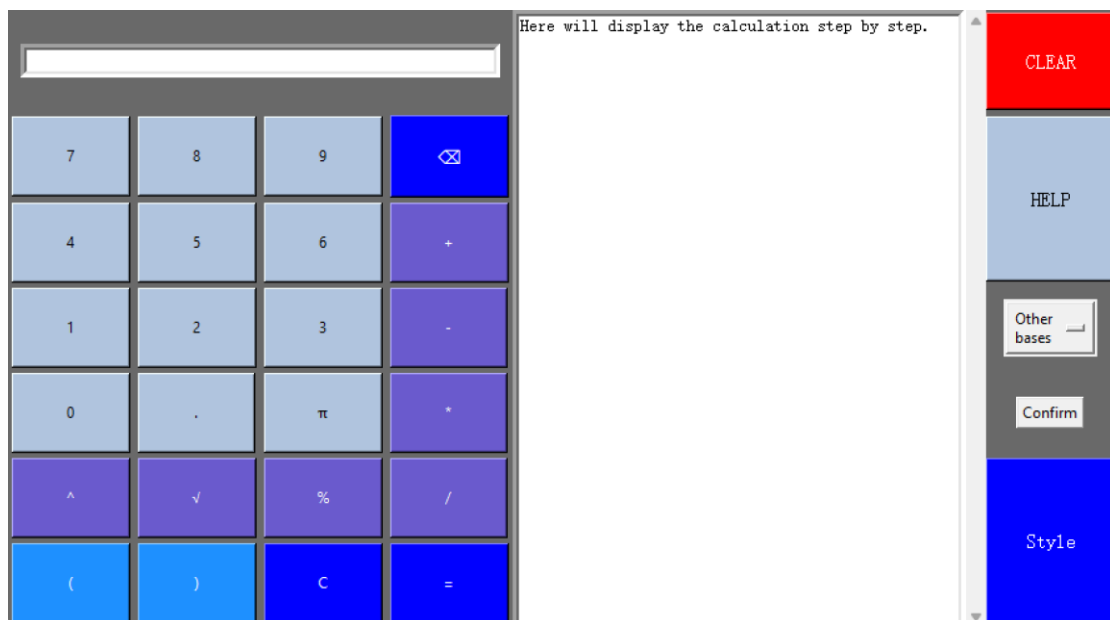 Here will display the calculation step by step.
CLEAR
7 8 9 ⌫
HELP
4 5 6 +
1 2 3 -
Other
bases
0 . π *
Confirm
^ √ % /
Style
( ) C =